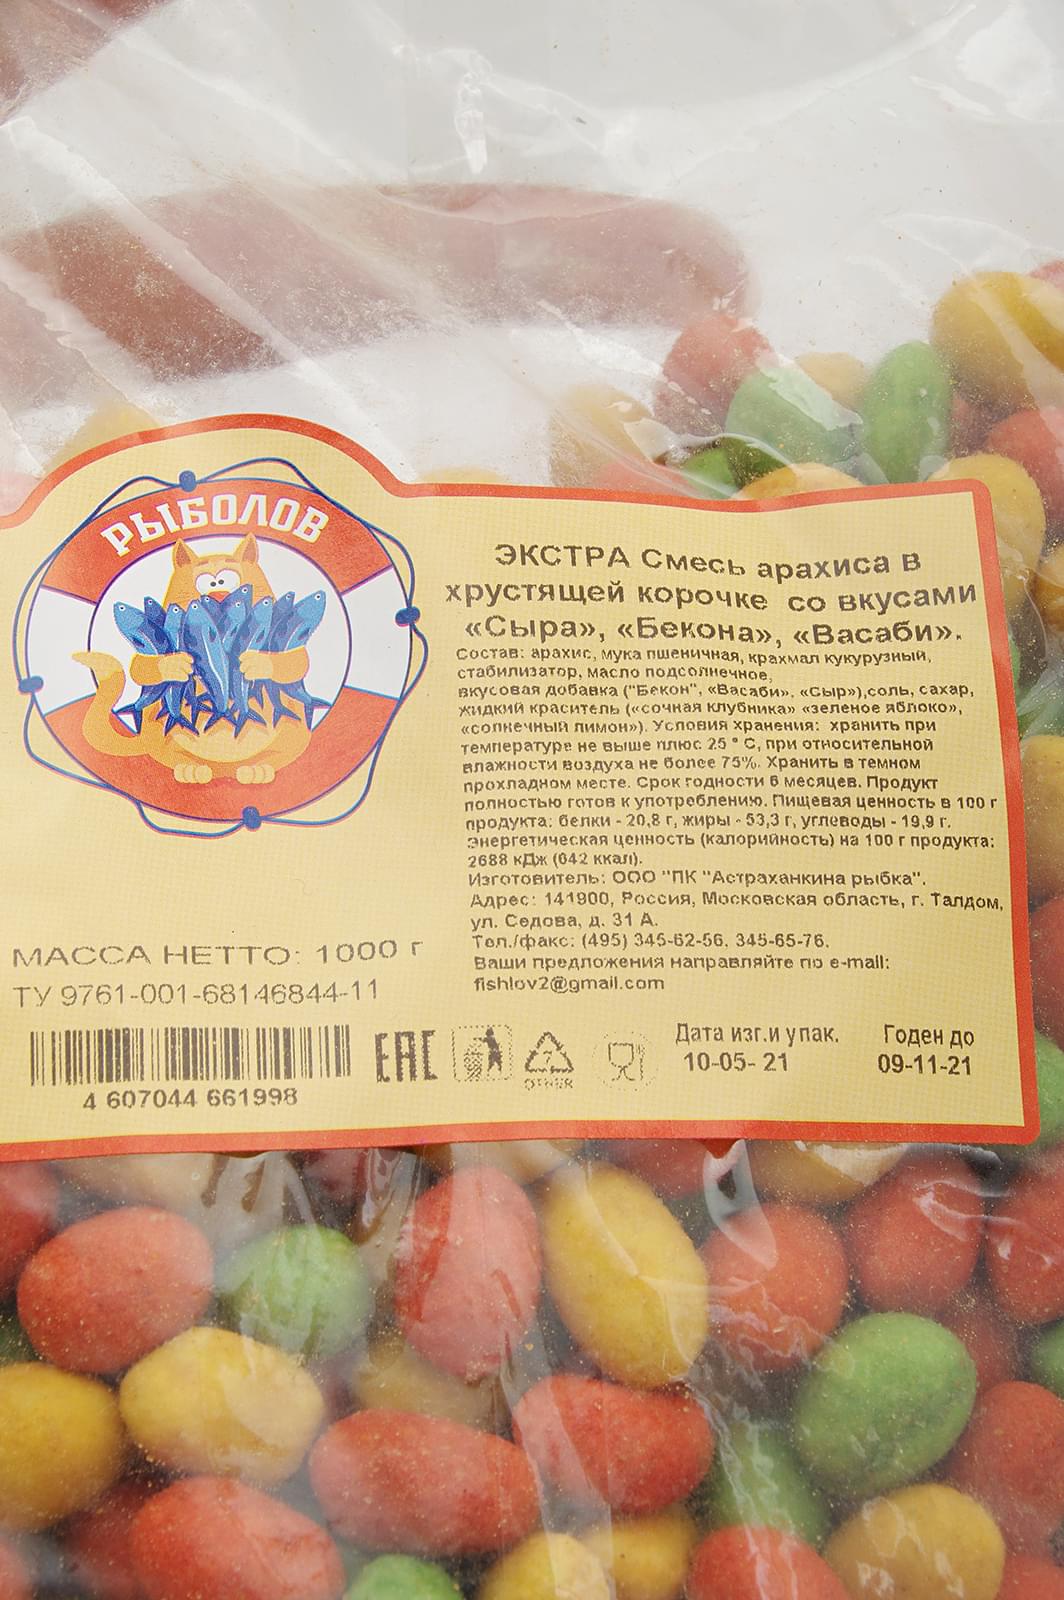 РЫБОЛОВ
ЭКСТРА Смесь арахиса в
хрустящей корочке со вкусами
«Сыра», «Бекона», «Васаби».
Состав: арахис, мука пшеничная, крахмал кукурузный,
стабилизатор, масло подсолнечное,
вкусовая добавка ("Бекон", «Васаби», «Сыр»),соль, сахар,
жидкий краситель («сочная клубника» «зеленое яблоко»,
«солнечный лимон»). Условия хранения: хранить при
температуре не выше плюс 25 ° С, при относительной
влажности воздуха не более 75%. Хранить в темном
прохладном месте. Срок годности 6 месяцев. Продукт
полностью готов к употреблению. Пищевая ценность в 100 г
продукта: белки - 20,8 г, жиры - 53,3 г, углеводы - 19,9 г.
Энергетическая ценность (калорийность) на 100 г продукта:
2688 кДж (642 ккал).
Изготовитель: ООО "ПК "Астраханкина рыбка".
Адрес: 141900, Россия, Московская область, г. Талдом,
ул. Седова, д. 31 А.
Тел./факс: (495) 345-62-56, 345-65-76.
Ваши предложения направляйте по e-mail:
fishlov2@gmail.com
МАССА НЕТТО: 1000 г
ТУ 9761-001-68146844-11
4 607044 661998
EAC
7
OTHER
Дата изг.и упак.
10-05- 21
Годен до
09-11-21